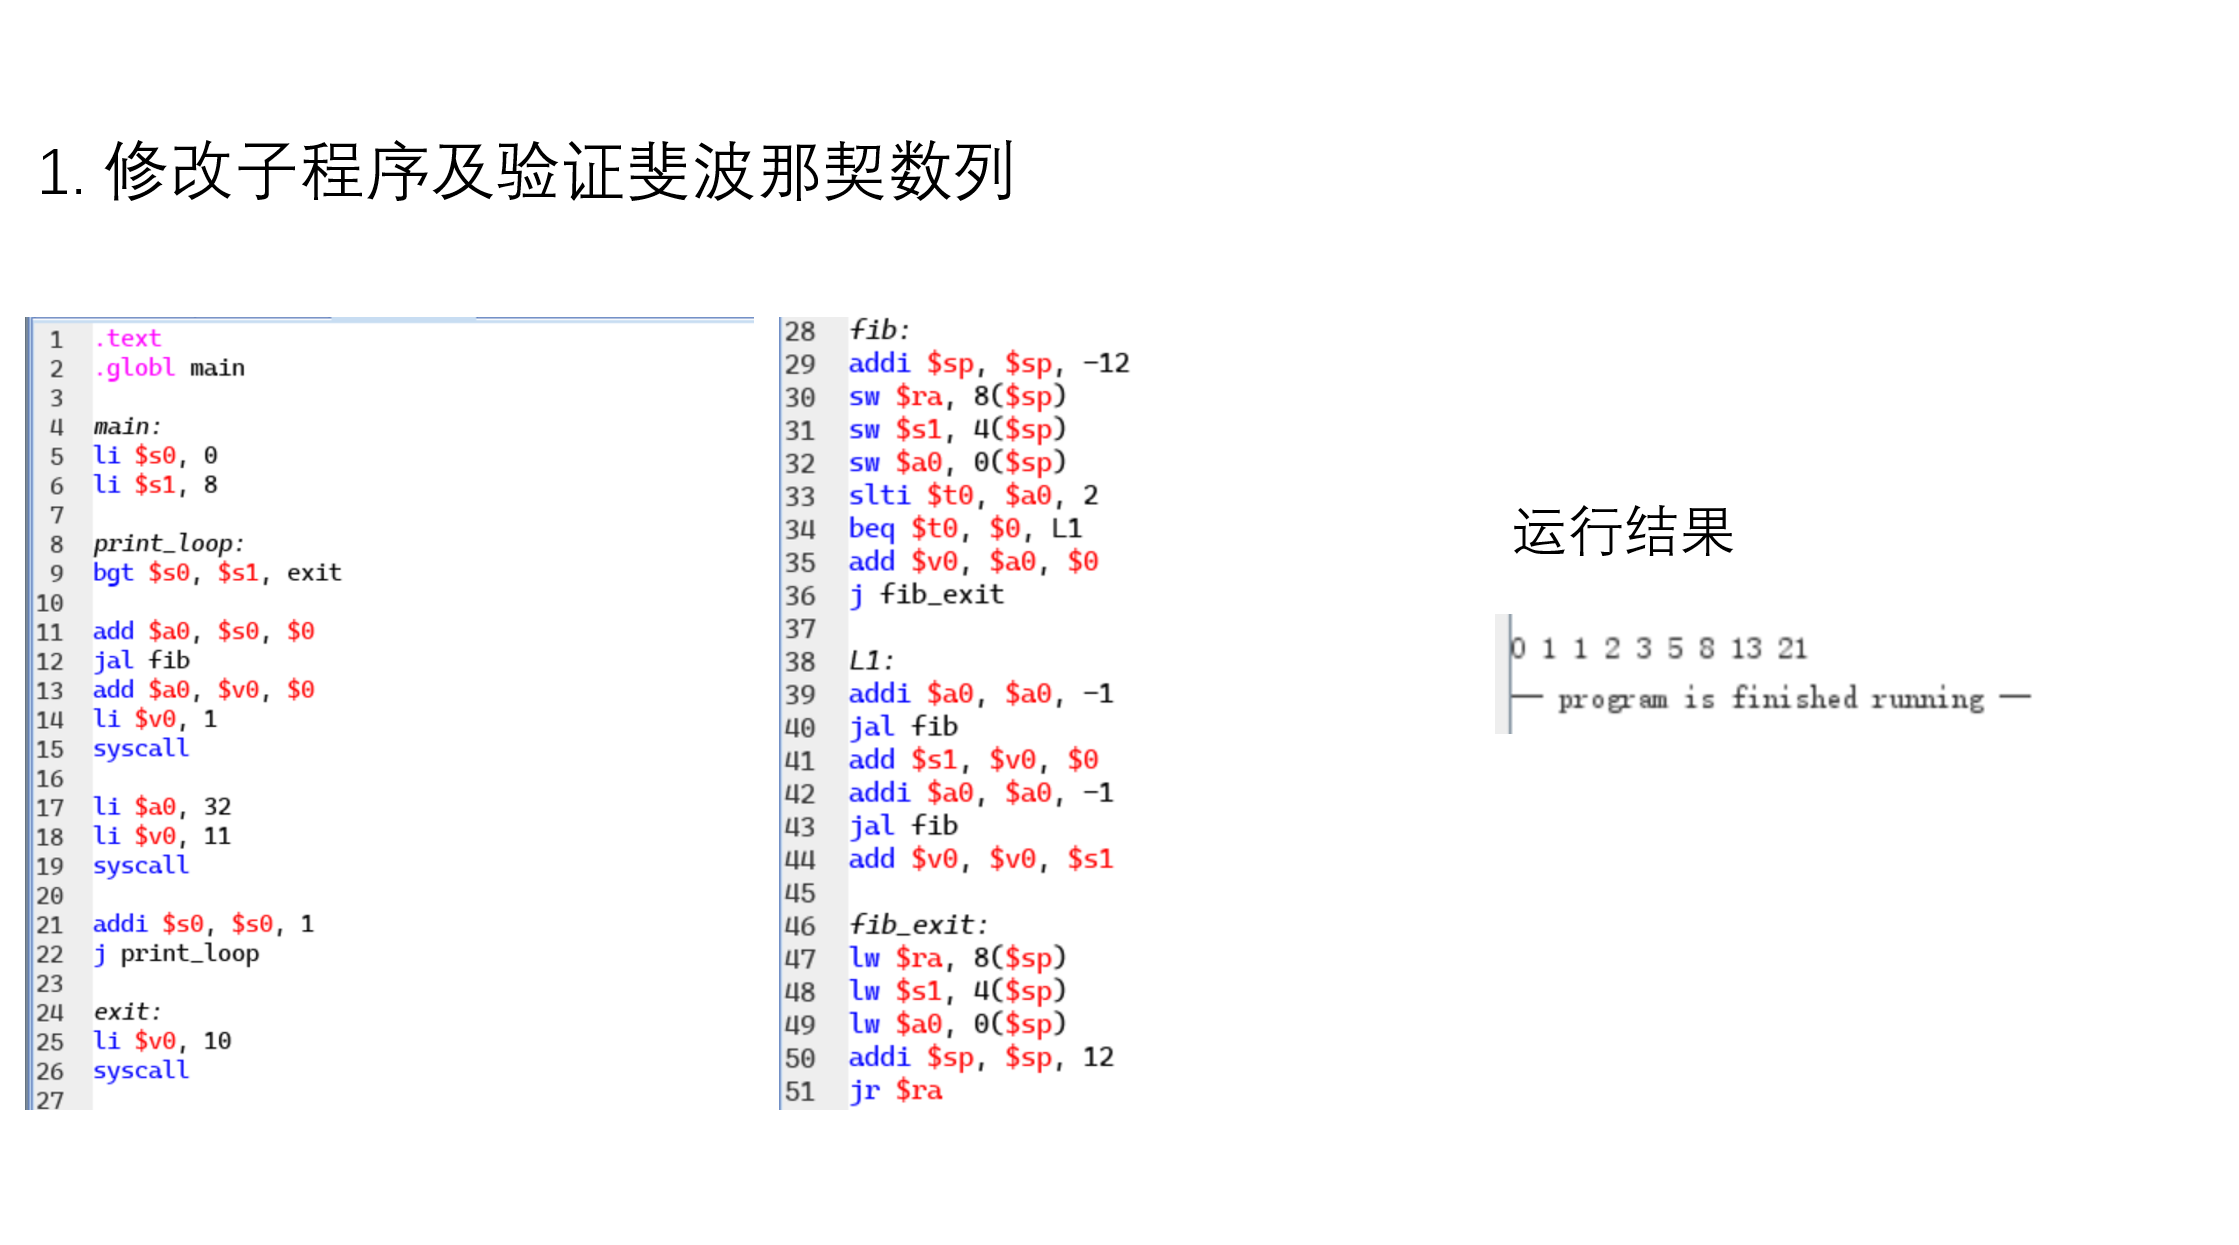 1. 修改子程序及验证斐波那契数列
1 .text
2 .globl main
3
4 main:
5 li $s0, 0
6 li $s1, 8
7
8 print_loop:
9 bgt $s0, $s1, exit
10
11 add $a0, $s0, $0
12 jal fib
13 add $a0, $v0, $0
14 li $v0, 1
15 syscall
16
17 li $a0, 32
18 li $v0, 11
19 syscall
20
21 addi $s0, $s0, 1
22 j print_loop
23
24 exit:
25 li $v0, 10
26 syscall
27
28 fib:
29 addi $sp, $sp, -12
30 sw $ra, 8($sp)
31 sw $s1, 4($sp)
32 sw $a0, 0($sp)
33 slti $t0, $a0, 2
34 beq $t0, $0, L1
35 add $v0, $a0, $0
36 j fib_exit
37
38 L1:
39 addi $a0, $a0, -1
40 jal fib
41 add $s1, $v0, $0
42 addi $a0, $a0, -1
43 jal fib
44 add $v0, $v0, $s1
45
46 fib_exit:
47 lw $ra, 8($sp)
48 lw $s1, 4($sp)
49 lw $a0, 0($sp)
50 addi $sp, $sp, 12
51 jr $ra
运行结果
0 1 1 2 3 5 8 13 21
— program is finished running —